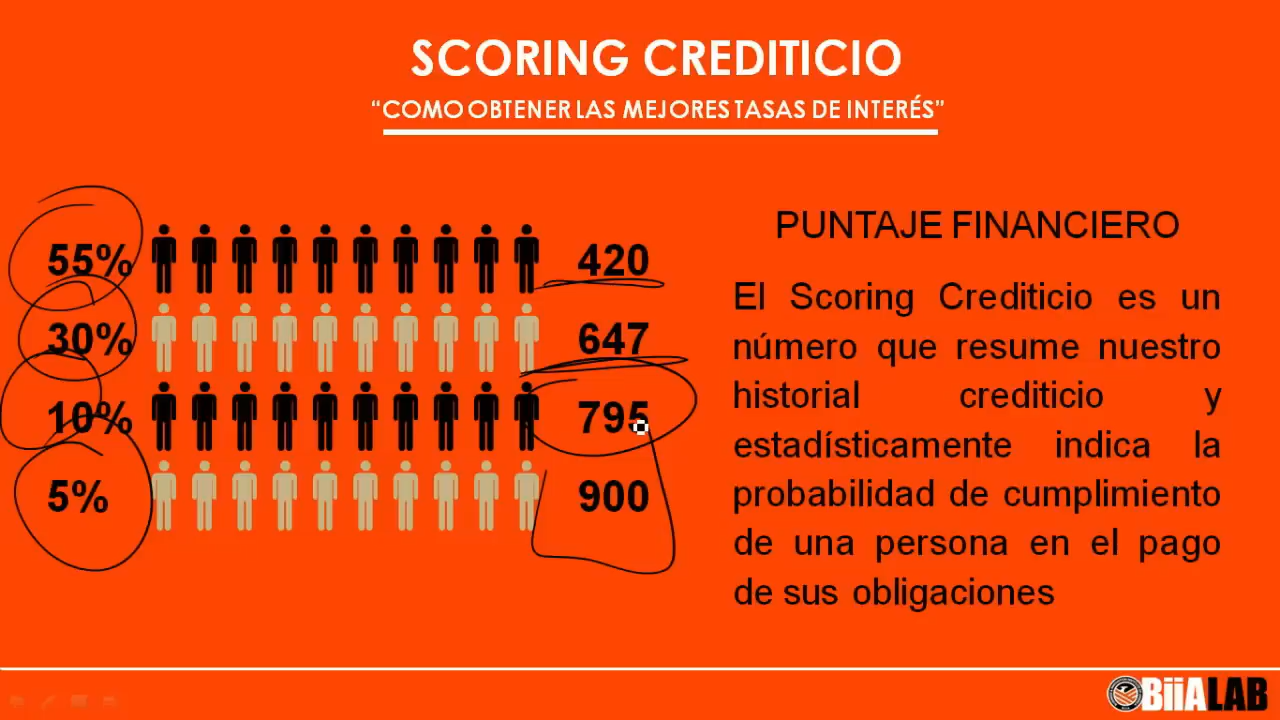 SCORING CREDITICIO
“COMO OBTENER LAS MEJORES TASAS DE INTERÉS”
55% 420
30% 647
10% 795
5% 900
PUNTAJE FINANCIERO
El Scoring Crediticio es un
número que resume nuestro
historial crediticio y
estadísticamente indica la
probabilidad de cumplimiento
de una persona en el pago
de sus obligaciones
BiiALAB